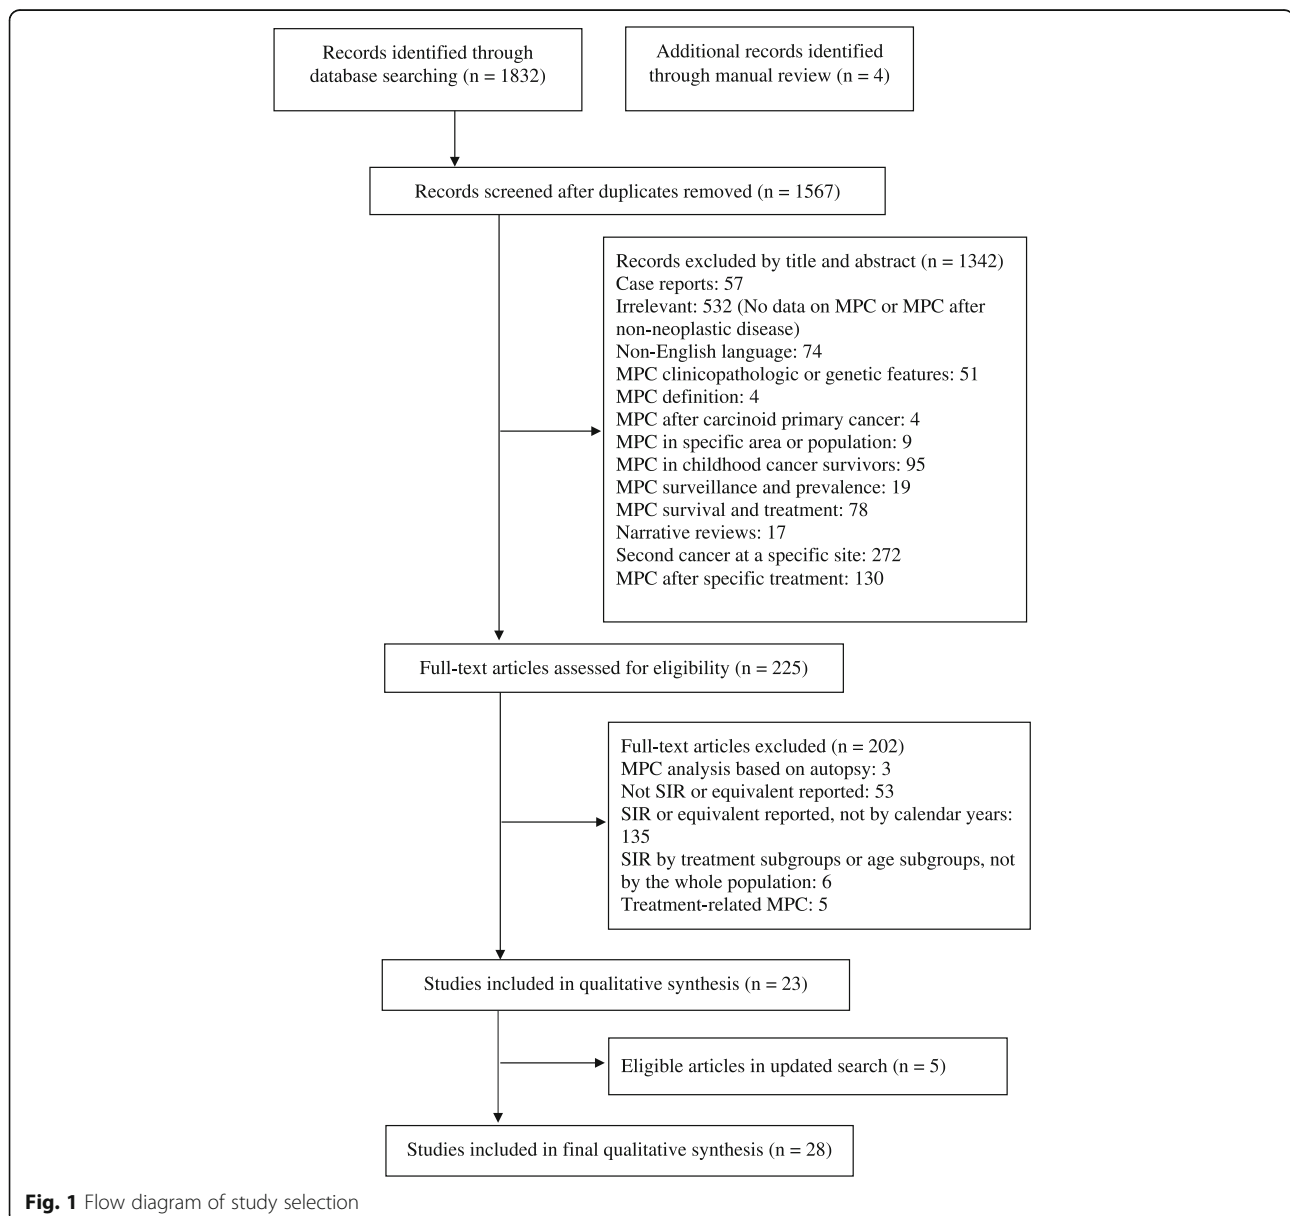 Records identified through
database searching (n = 1832)
Additional records identified
through manual review (n = 4)
Records screened after duplicates removed (n = 1567)
Records excluded by title and abstract (n = 1342)
Case reports: 57
Irrelevant: 532 (No data on MPC or MPC after
non-neoplastic disease)
Non-English language: 74
MPC clinicopathologic or genetic features: 51
MPC definition: 4
MPC after carcinoid primary cancer: 4
MPC in specific area or population: 9
MPC in childhood cancer survivors: 95
MPC surveillance and prevalence: 19
MPC survival and treatment: 78
Narrative reviews: 17
Second cancer at a specific site: 272
MPC after specific treatment: 130
Full-text articles assessed for eligibility (n = 225)
Full-text articles excluded (n = 202)
MPC analysis based on autopsy: 3
Not SIR or equivalent reported: 53
SIR or equivalent reported, not by calendar years:
135
SIR by treatment subgroups or age subgroups, not
by the whole population: 6
Treatment-related MPC: 5
Studies included in qualitative synthesis (n = 23)
Eligible articles in updated search (n = 5)
Studies included in final qualitative synthesis (n = 28)
Fig. 1 Flow diagram of study selection